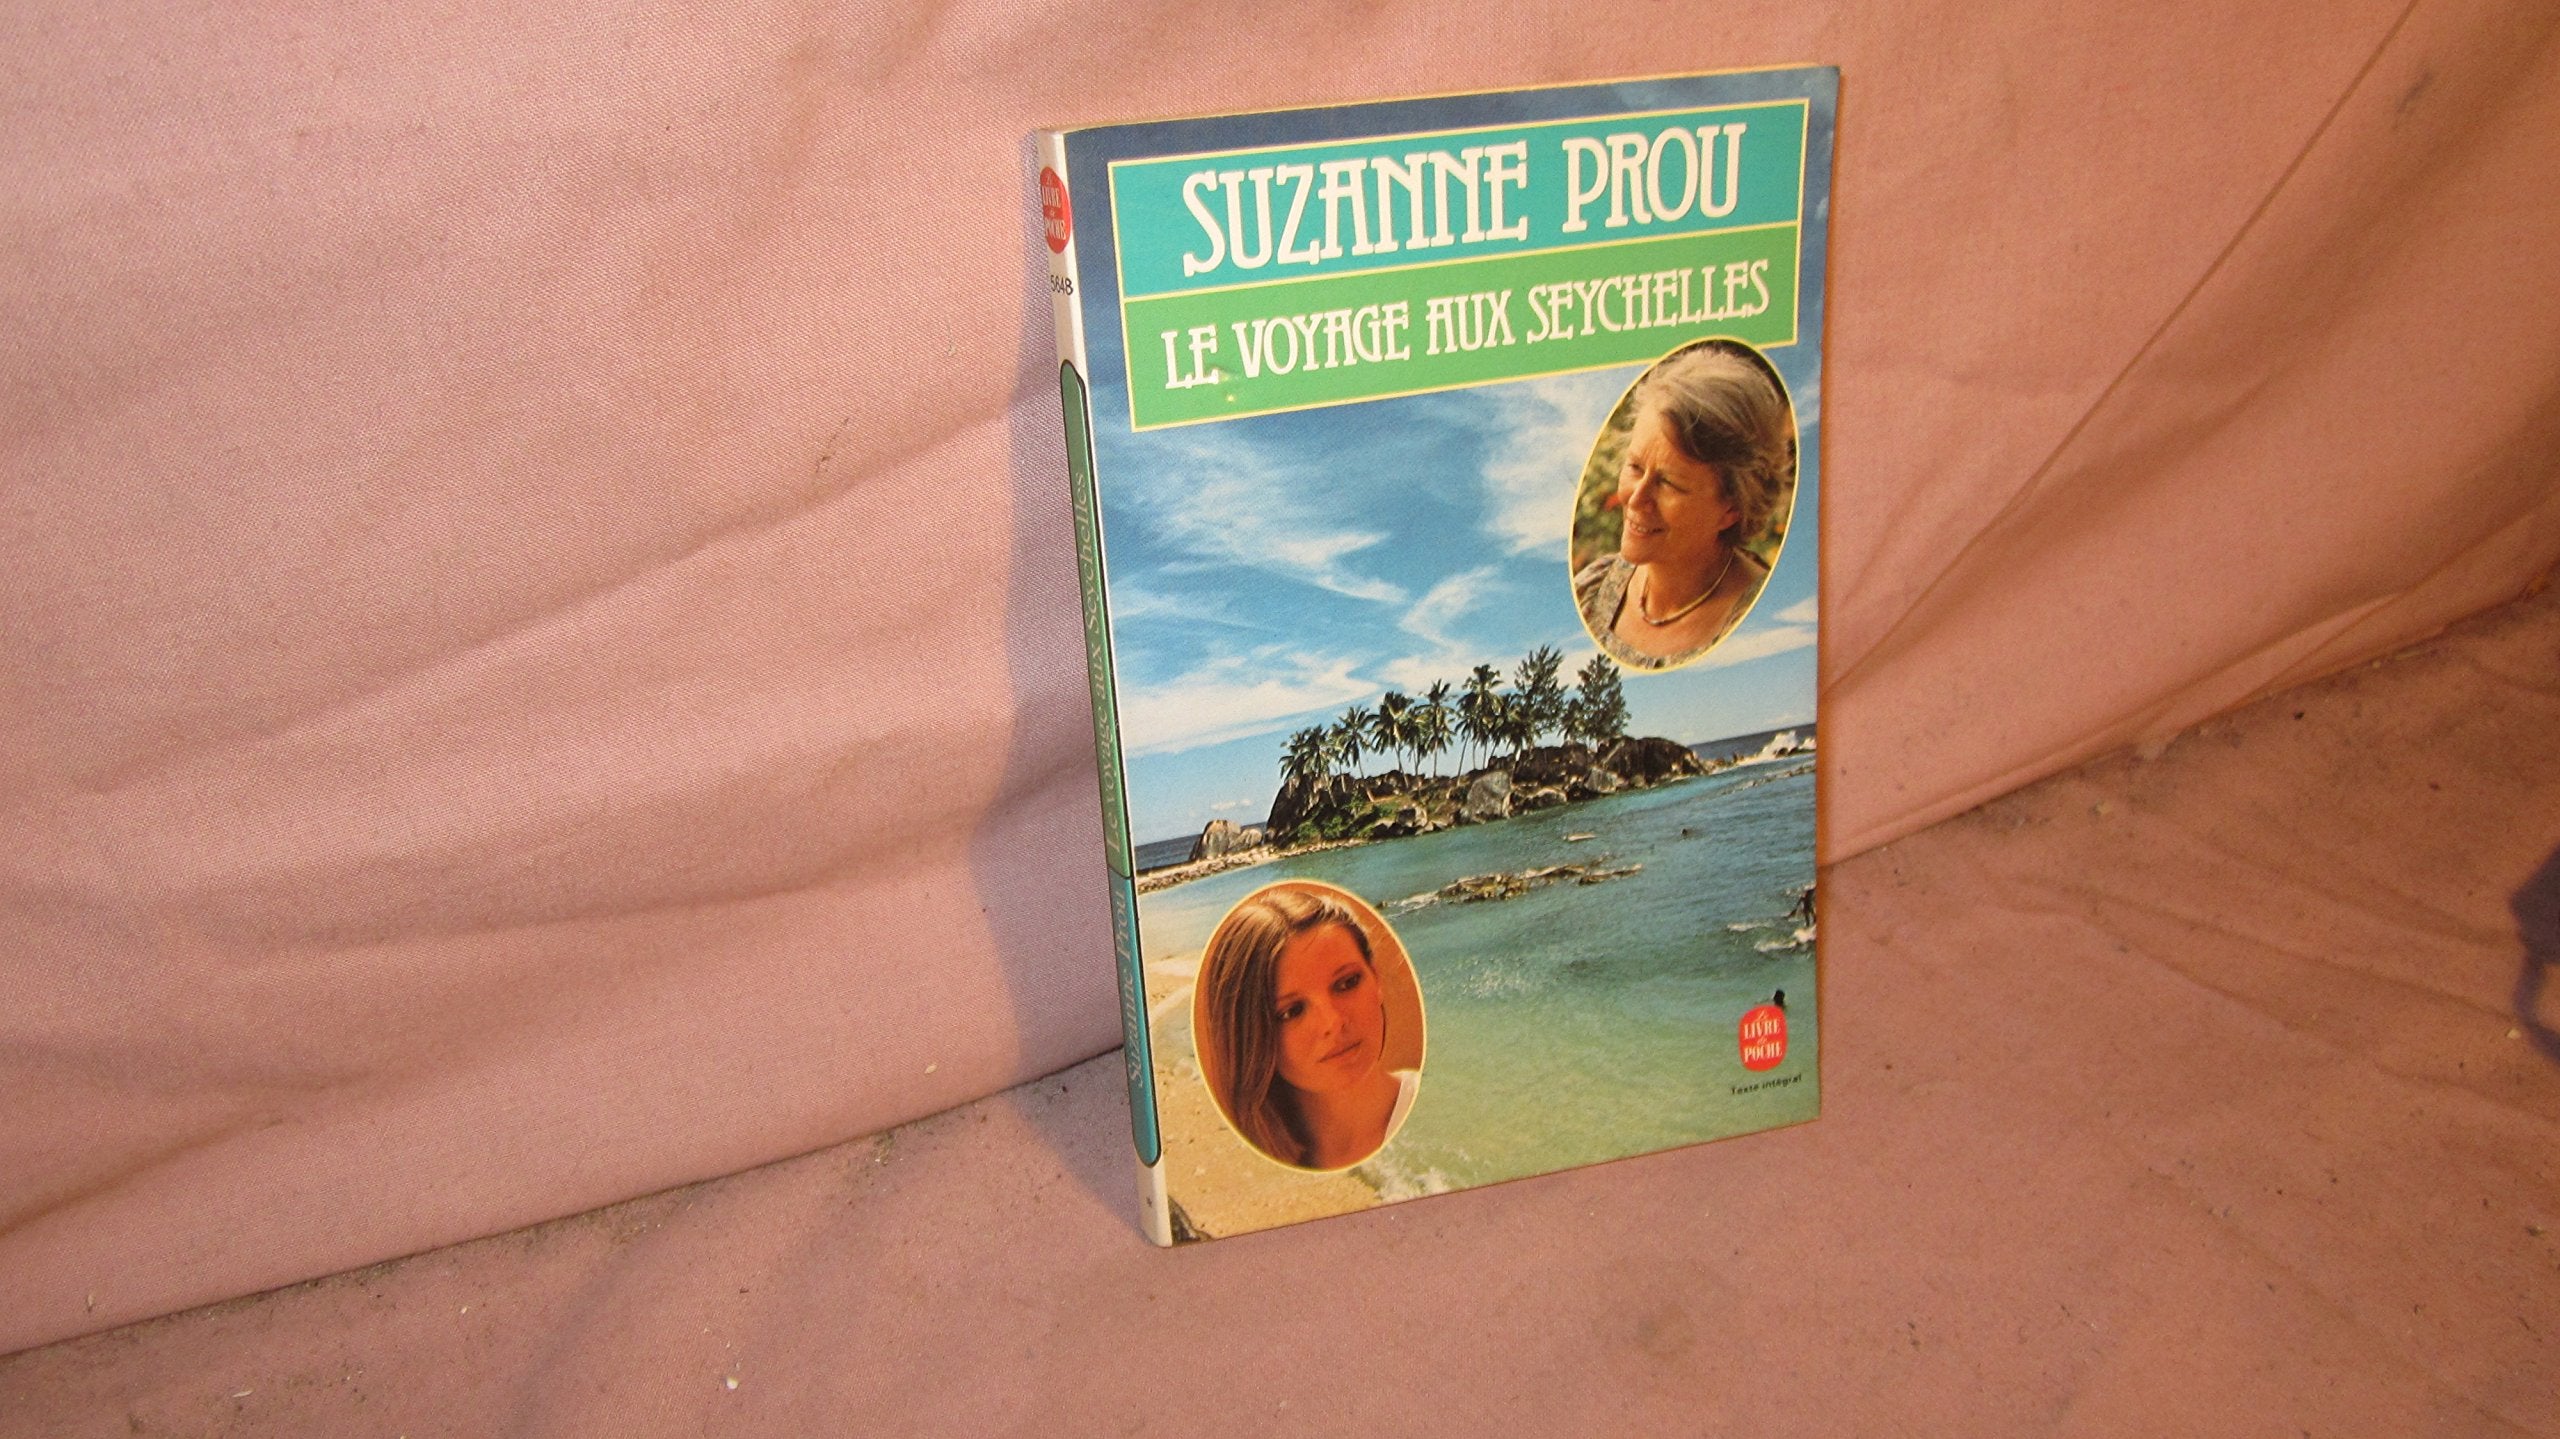 SUZANNE PROU
LE VOYAGE AUX SEYCHELLES
Le
LIVRE
de
POCHE
Texte intégral
Le
LIVRE
de
POCHE
5648
Suzanne Prou Le voyage aux Seychelles
*